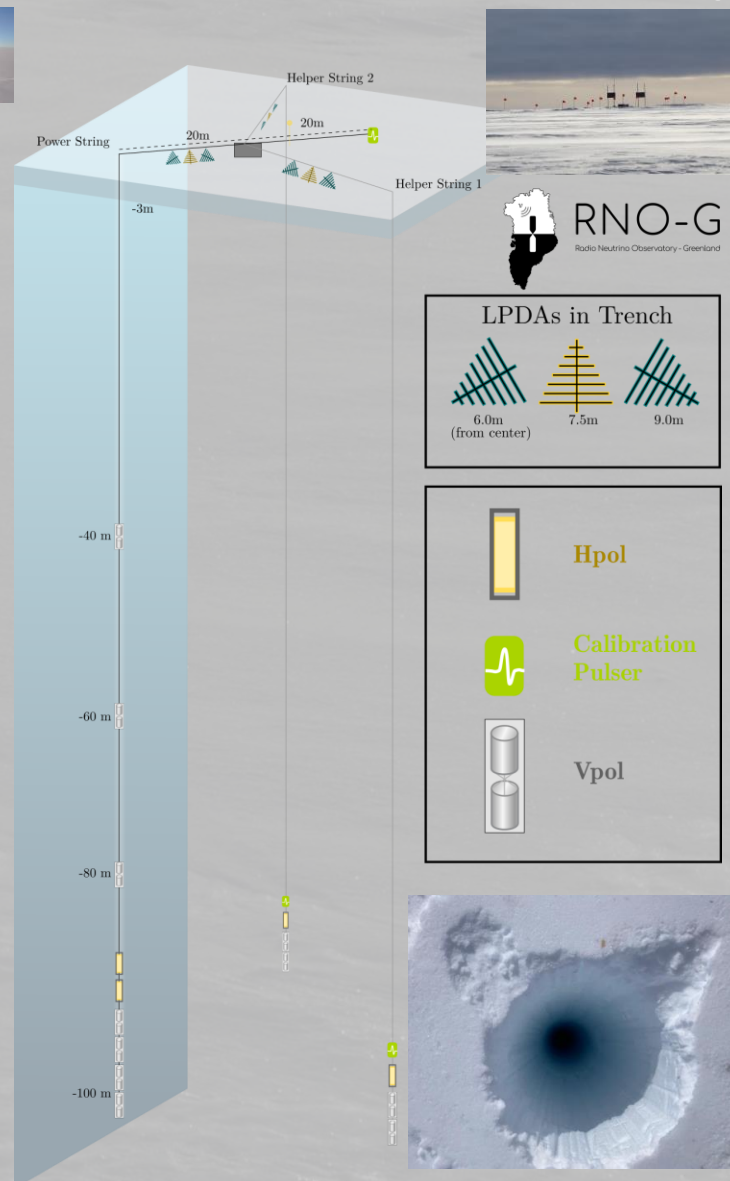 Helper String 2
20m
20m
Power String
Helper String 1
-3m
RNO-G
Radio Neutrino Observatory - Greenland
LPDAs in Trench
6.0m
(from center)
7.5m
9.0m
-40 m
Hpol
Calibration
Pulser
-60 m
Vpol
-80 m
-100 m